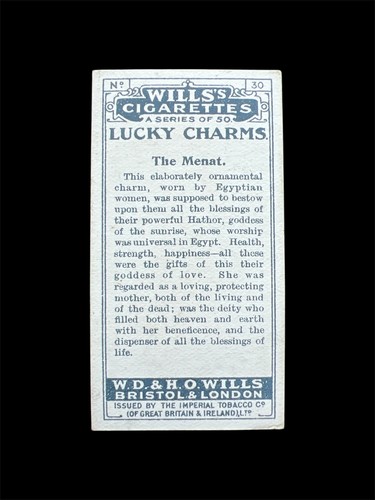 No 30
WILLS'S
CIGARETTES
A SERIES OF 50.
LUCKY CHARMS.
The Menat.
This elaborately ornamental
charm, worn by Egyptian
women, was supposed to bestow
upon them all the blessings of
their powerful Hathor, goddess
of the sunrise, whose worship
was universal in Egypt. Health,
strength, happiness—all these
were the gifts of this their
goddess of love. She was
regarded as a loving, protecting
mother, both of the living and
of the dead; was the deity who
filled both heaven and earth
with her beneficence, and the
dispenser of all the blessings of
life.
W.D. & H.O. WILLS
BRISTOL & LONDON
ISSUED BY THE IMPERIAL TOBACCO Co
(OF GREAT BRITAIN & IRELAND), LTD